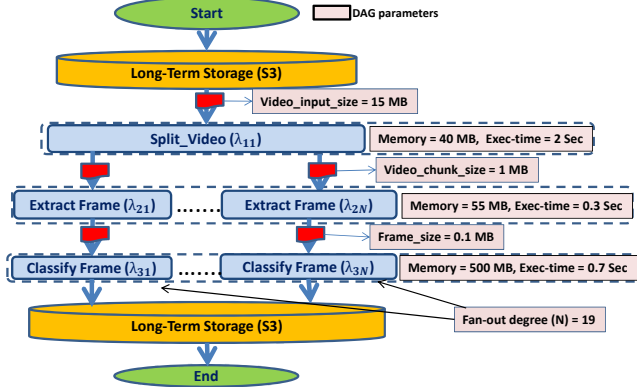 Start
DAG parameters
Long-Term Storage (S3)
Video_input_size = 15 MB
Split_Video (λ11)
Memory = 40 MB, Exec-time = 2 Sec
Video_chunk_size = 1 MB
Extract Frame (λ21) ....... Extract Frame (λ2N)
Memory = 55 MB, Exec-time = 0.3 Sec
Frame_size = 0.1 MB
Classify Frame (λ31) ....... Classify Frame (λ3N)
Memory = 500 MB, Exec-time = 0.7 Sec
Long-Term Storage (S3)
Fan-out degree (N) = 19
End